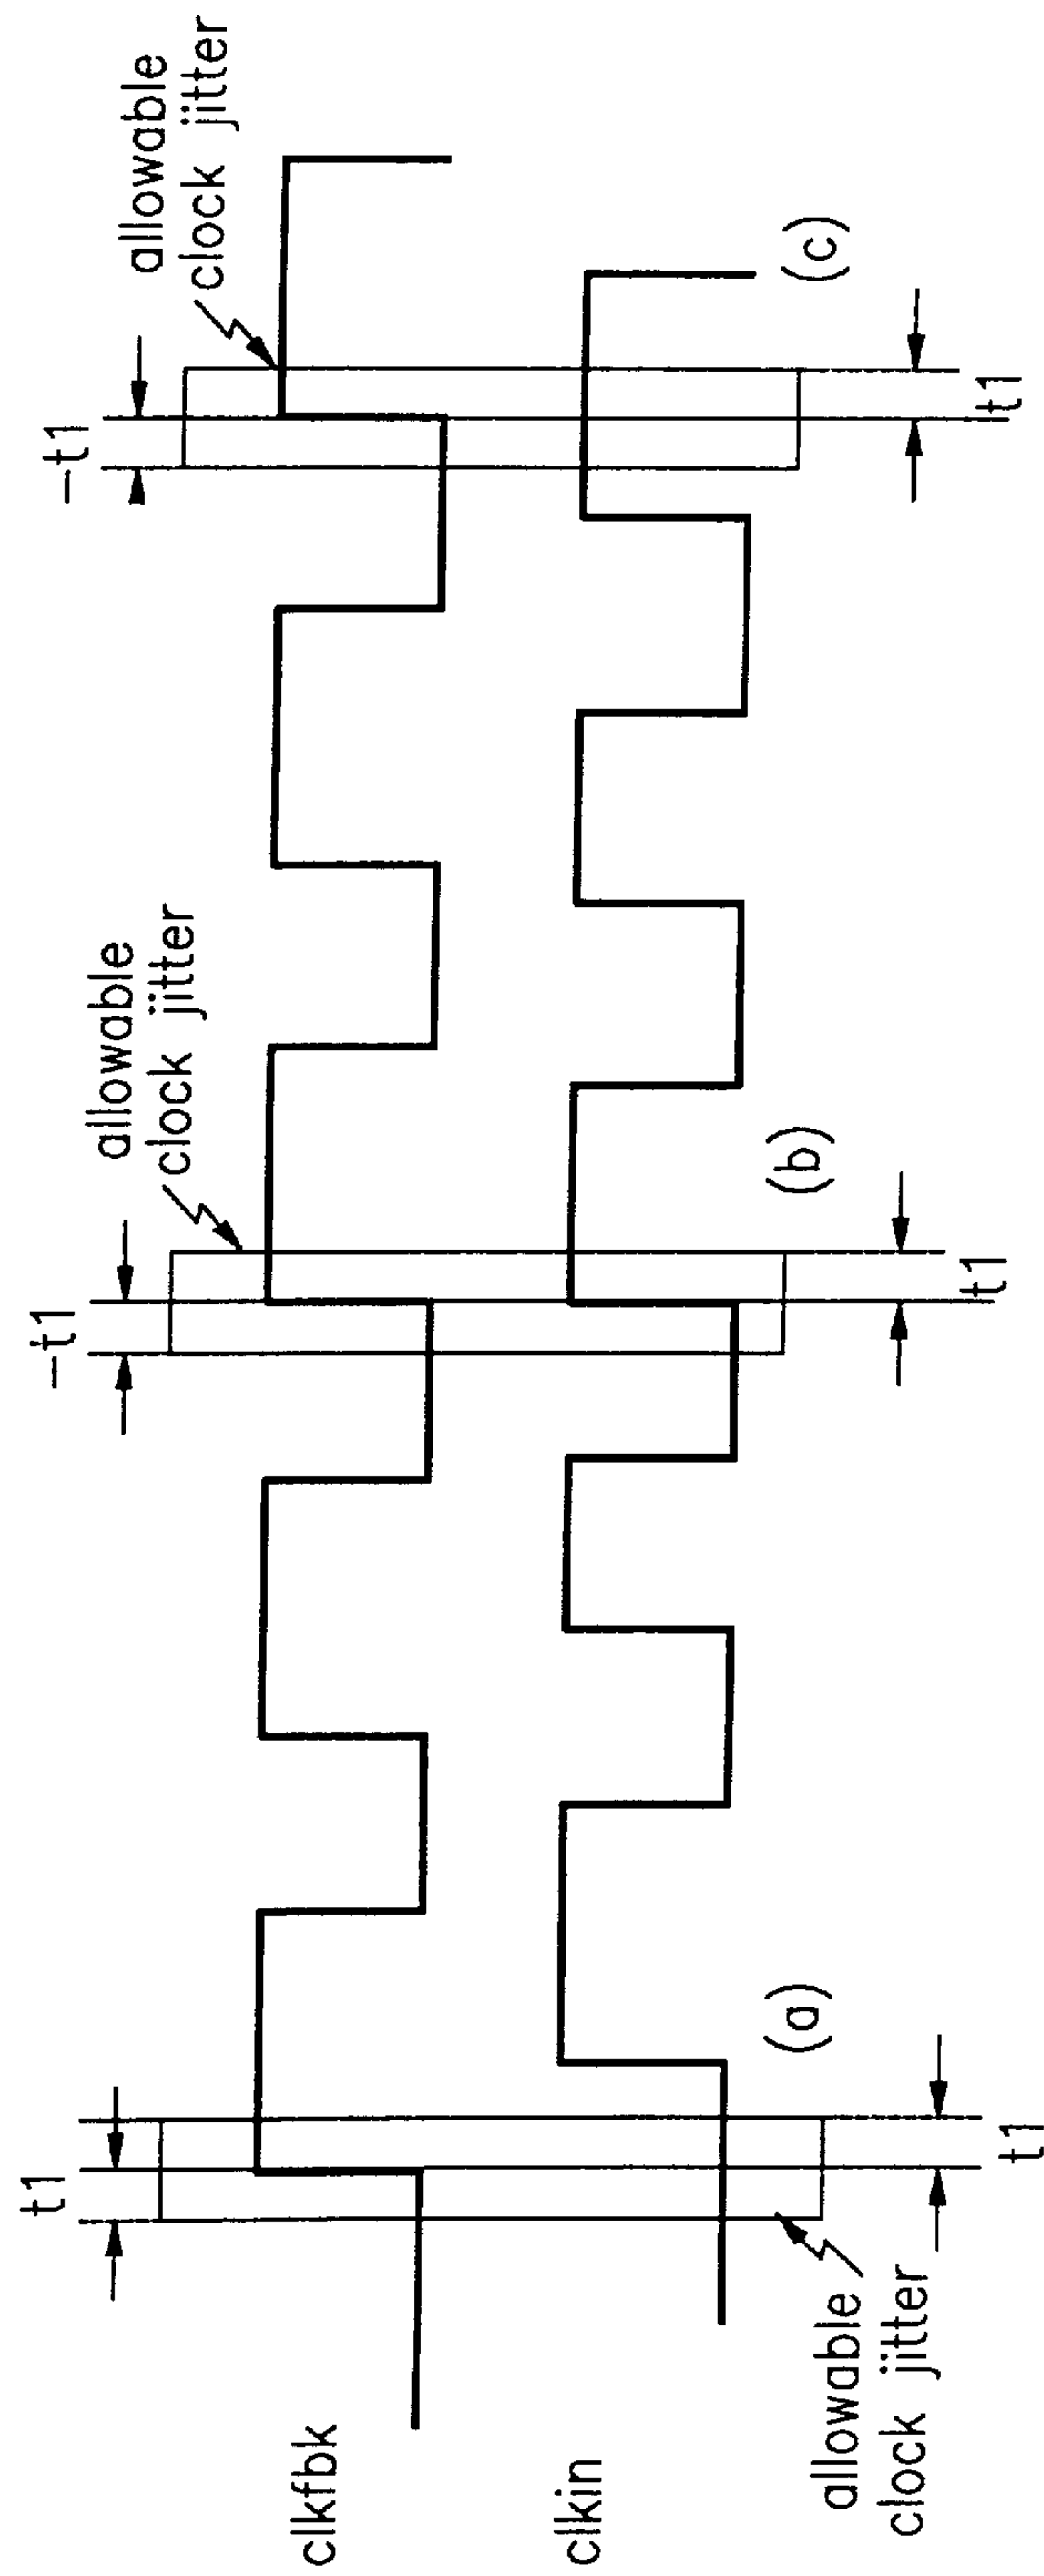 -t1
allowable
clock jitter
-t1
allowable
clock jitter
t1
clkfbk
clkin
(a)
(b)
(c)
allowable
clock jitter
t1
t1
t1